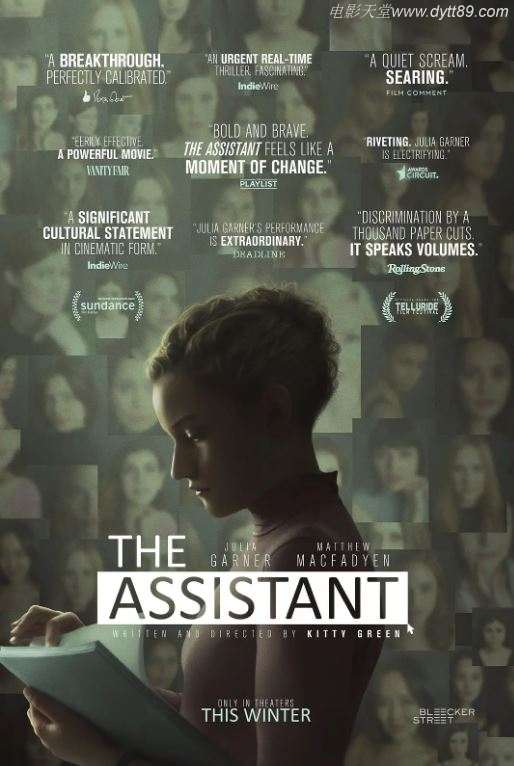 电影天堂www.dytt89.com
"A BREAKTHROUGH.
PERFECTLY CALIBRATED."
"AN URGENT REAL-TIME
THRILLER. FASCINATING."
IndieWire
"A QUIET SCREAM.
SEARING."
FILM COMMENT
"EERILY EFFECTIVE.
A POWERFUL MOVIE."
VANITY FAIR
"BOLD AND BRAVE.
THE ASSISTANT FEELS LIKE A
MOMENT OF CHANGE."
PLAYLIST
"RIVETING. JULIA GARNER
IS ELECTRIFYING."
AWARDS
CIRCUIT.
"A SIGNIFICANT
CULTURAL STATEMENT
IN CINEMATIC FORM."
IndieWire
"JULIA GARNER'S PERFORMANCE
IS EXTRAORDINARY."
DEADLINE
"DISCRIMINATION BY A
THOUSAND PAPER CUTS.
IT SPEAKS VOLUMES."
RollingStone
sundance
TELLURIDE
FILM FESTIVAL
JULIA
GARNER
MATTHEW
MACFADYEN
THE
ASSISTANT
WRITTEN AND DIRECTED BY KITTY GREEN
ONLY IN THEATERS
THIS WINTER
BLEECKER
STREET